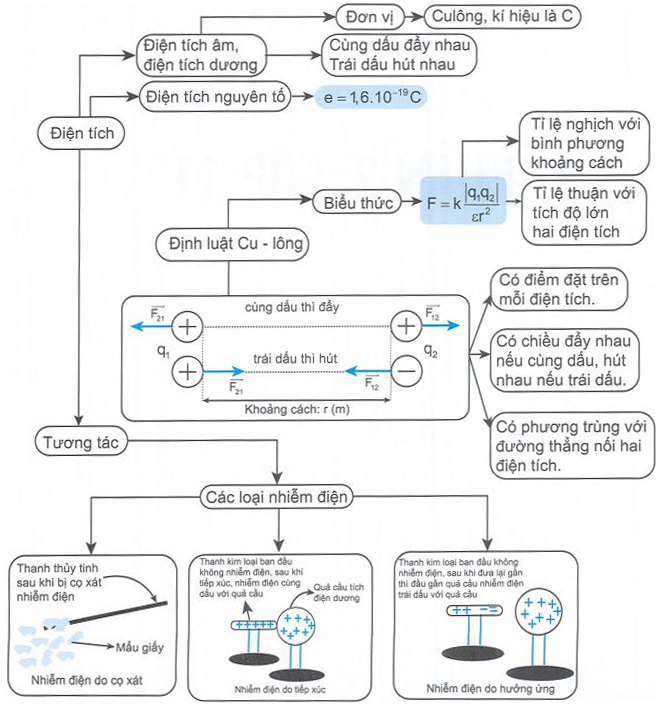 Đơn vị
Culông, kí hiệu là C
Điện tích âm,
điện tích dương
Cùng dấu đẩy nhau
Trái dấu hút nhau
Điện tích nguyên tố
e = 1,6.10⁻¹⁹C
Điện tích
Tỉ lệ nghịch với
bình phương
khoảng cách
Biểu thức
F = k |q₁q₂| / εr²
Tỉ lệ thuận với
tích độ lớn
hai điện tích
Định luật Cu - lông
cùng dấu thì đẩy
F₂₁
+
+
F₁₂
q₁
trái dấu thì hút
q₂
+
F₂₁
F₁₂
−
Khoảng cách: r (m)
Có điểm đặt trên
mỗi điện tích.
Có chiều đẩy nhau
nếu cùng dấu, hút
nhau nếu trái dấu.
Có phương trùng với
đường thẳng nối hai
điện tích.
Tương tác
Các loại nhiễm điện
Thanh thủy tinh
sau khi bị cọ xát
nhiễm điện
Mẩu giấy
Nhiễm điện do cọ xát
Thanh kim loại ban đầu
không nhiễm điện, sau khi
tiếp xúc, nhiễm điện cùng
dấu với quả cầu
Quả cầu tích
điện dương
Nhiễm điện do tiếp xúc
Thanh kim loại ban đầu không
nhiễm điện, sau khi đưa lại gần
thì đầu gần quả cầu nhiễm điện
trái dấu với quả cầu
Nhiễm điện do hưởng ứng